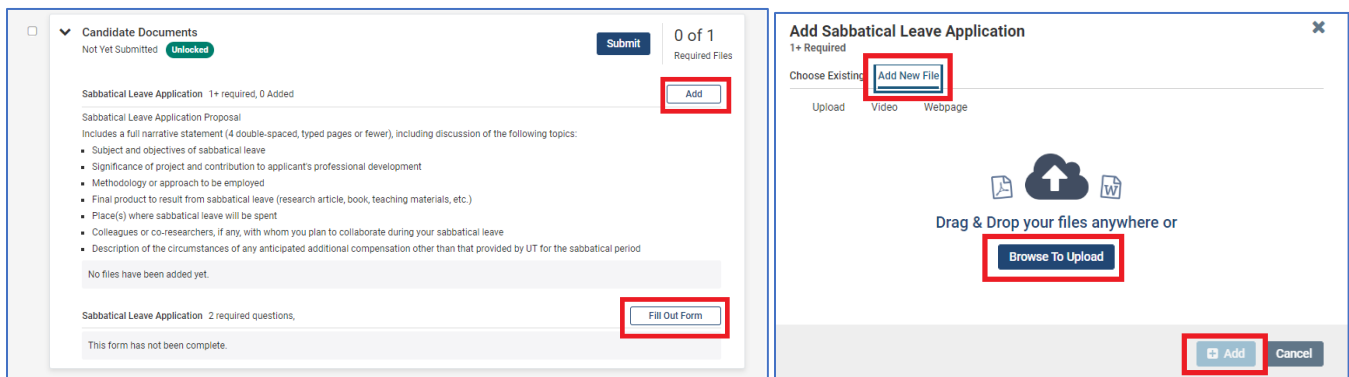 Candidate Documents
Not Yet Submitted Unlocked
Submit
0 of 1
Required Files
Sabbatical Leave Application 1+ required, 0 Added
Add
Sabbatical Leave Application Proposal
Includes a full narrative statement (4 double-spaced, typed pages or fewer), including discussion of the following topics:
Subject and objectives of sabbatical leave
Significance of project and contribution to applicant's professional development
Methodology or approach to be employed
Final product to result from sabbatical leave (research article, book, teaching materials, etc.)
Place(s) where sabbatical leave will be spent
Colleagues or co-researchers, if any, with whom you plan to collaborate during your sabbatical leave
Description of the circumstances of any anticipated additional compensation other than that provided by UT for the sabbatical period
No files have been added yet.
Sabbatical Leave Application 2 required questions,
Fill Out Form
This form has not been complete.
Add Sabbatical Leave Application
1+ Required
Choose Existing Add New File
Upload Video Webpage
W
Drag & Drop your files anywhere or
Browse To Upload
Add Cancel